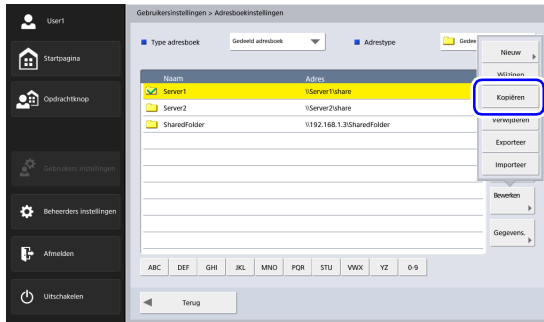 User1
Startpagina
Opdrachtknop
Gebruikers instellingen
Beheerders instellingen
Afmelden
Uitschakelen
Gebruikersinstellingen > Adresboekinstellingen
Type adresboek
Gedeeld adresboek
Adrestype
Gedee
Naam
Adres
Server1
\\Server1\share
Server2
\\Server2\share
SharedFolder
\\192.168.1.3\SharedFolder
Nieuw
Wijzigen
Kopiëren
Verwijderen
Exporteer
Importeer
Bewerken
Gegevens.
ABC DEF GHI JKL MNO PQR STU VWX YZ 0-9
Terug